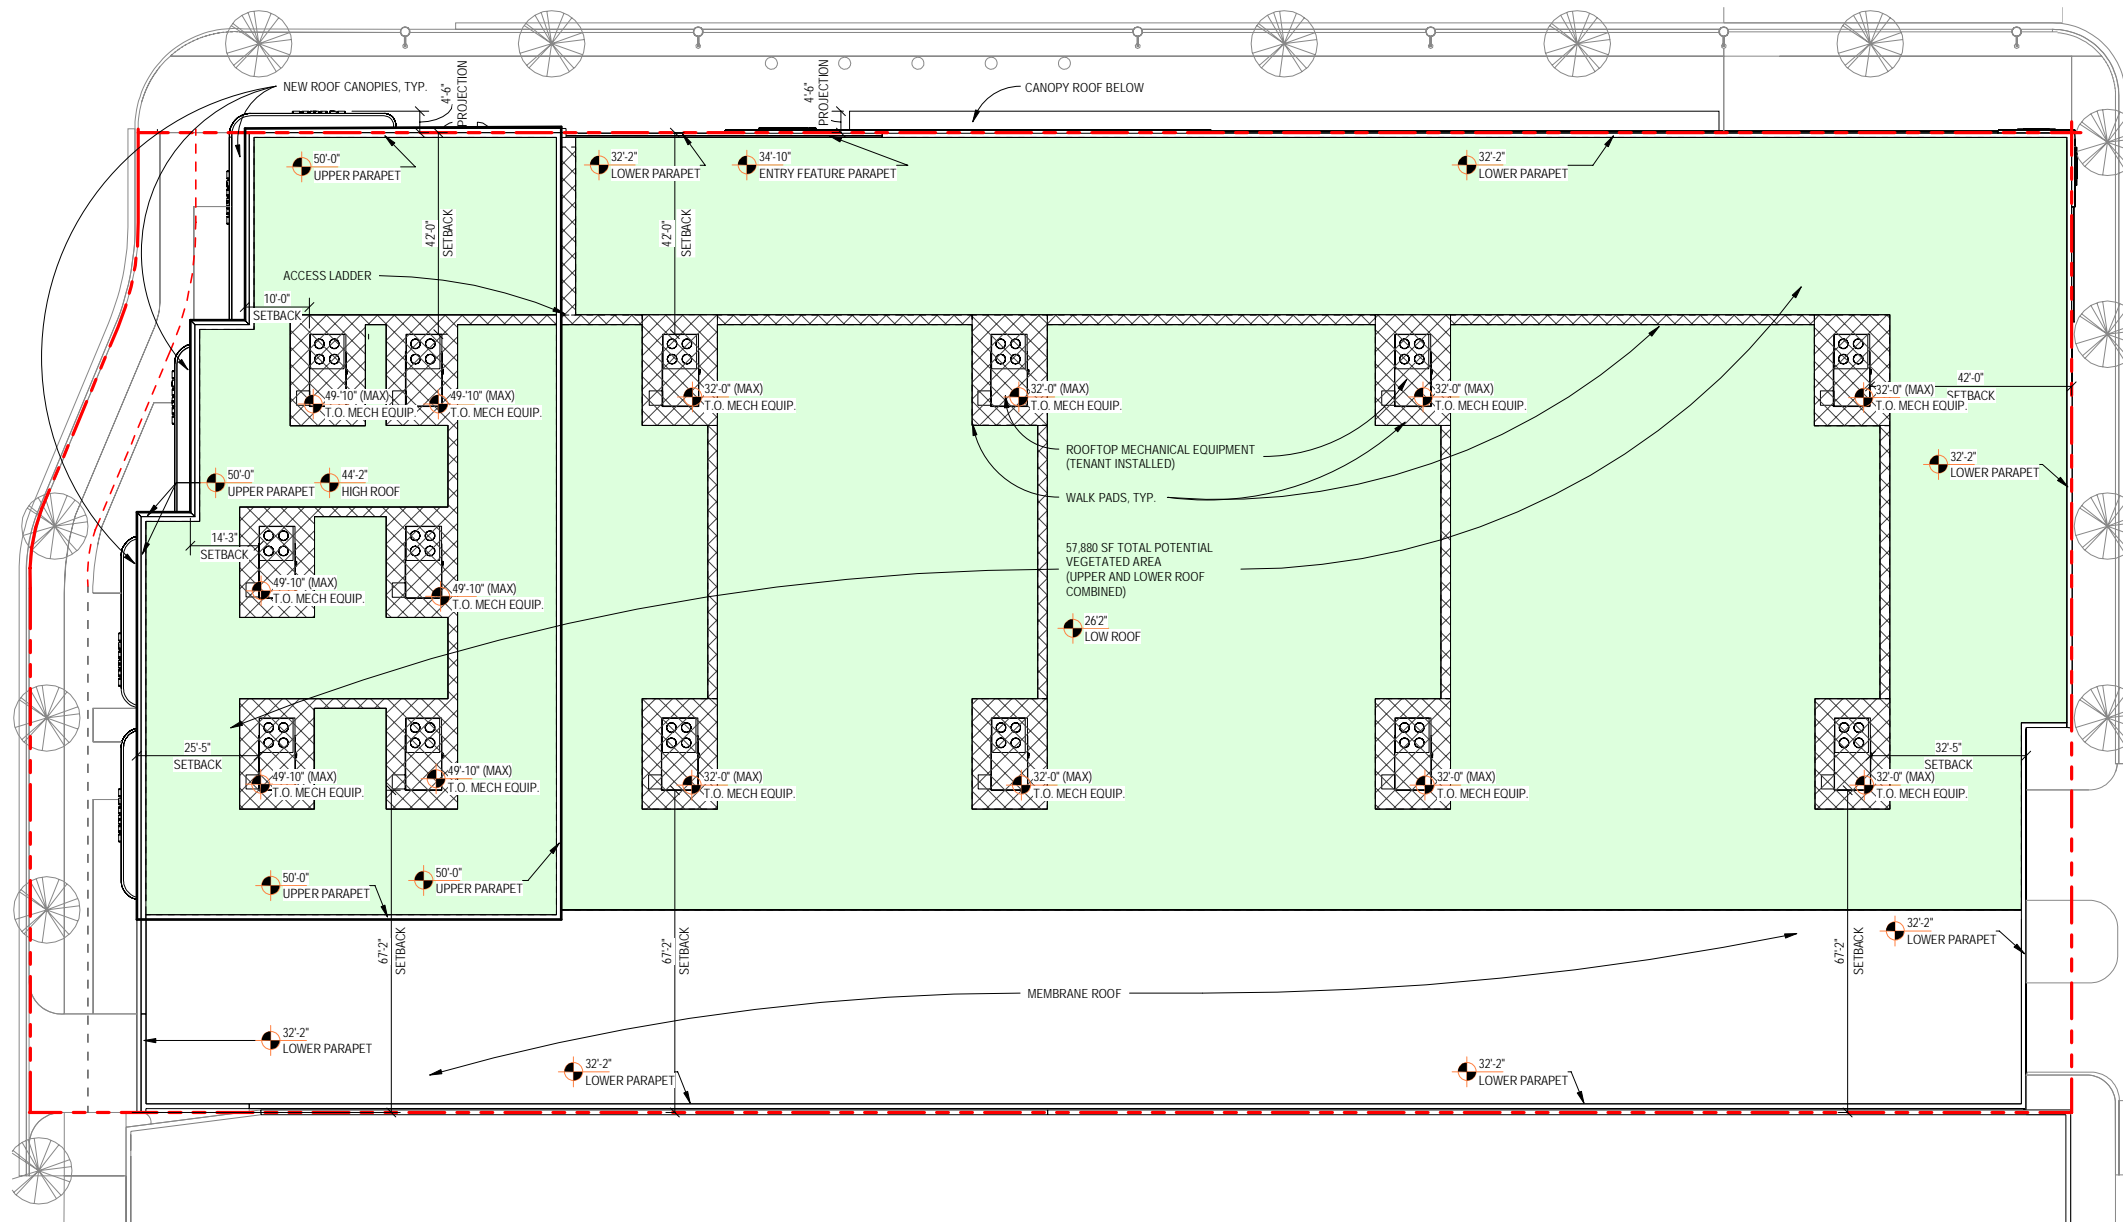 NEW ROOF CANOPIES, TYP.
4'-6"
PROJECTION
4'-6"
PROJECTION
CANOPY ROOF BELOW
50'-0"
UPPER PARAPET
32'-2"
LOWER PARAPET
34'-10"
ENTRY FEATURE PARAPET
32'-2"
LOWER PARAPET
42'-0"
SETBACK
42'-0"
SETBACK
ACCESS LADDER
10'-0"
SETBACK
49'-10" (MAX)
T.O. MECH EQUIP.
49'-10" (MAX)
T.O. MECH EQUIP.
32'-0" (MAX)
T.O. MECH EQUIP.
32'-0" (MAX)
T.O. MECH EQUIP.
32'-0" (MAX)
T.O. MECH EQUIP.
32'-0" (MAX)
T.O. MECH EQUIP.
42'-0"
SETBACK
ROOFTOP MECHANICAL EQUIPMENT
(TENANT INSTALLED)
32'-2"
LOWER PARAPET
50'-0"
UPPER PARAPET
44'-2"
HIGH ROOF
WALK PADS, TYP.
14'-3"
SETBACK
57,880 SF TOTAL POTENTIAL
VEGETATED AREA
(UPPER AND LOWER ROOF
COMBINED)
49'-10" (MAX)
T.O. MECH EQUIP.
49'-10" (MAX)
T.O. MECH EQUIP.
26'2"
LOW ROOF
25'-5"
SETBACK
32'-5"
SETBACK
49'-10" (MAX)
T.O. MECH EQUIP.
49'-10" (MAX)
T.O. MECH EQUIP.
32'-0" (MAX)
T.O. MECH EQUIP.
32'-0" (MAX)
T.O. MECH EQUIP.
32'-0" (MAX)
T.O. MECH EQUIP.
32'-0" (MAX)
T.O. MECH EQUIP.
50'-0"
UPPER PARAPET
50'-0"
UPPER PARAPET
67'-2"
SETBACK
67'-2"
SETBACK
67'-2"
SETBACK
32'-2"
LOWER PARAPET
MEMBRANE ROOF
32'-2"
LOWER PARAPET
32'-2"
LOWER PARAPET
32'-2"
LOWER PARAPET